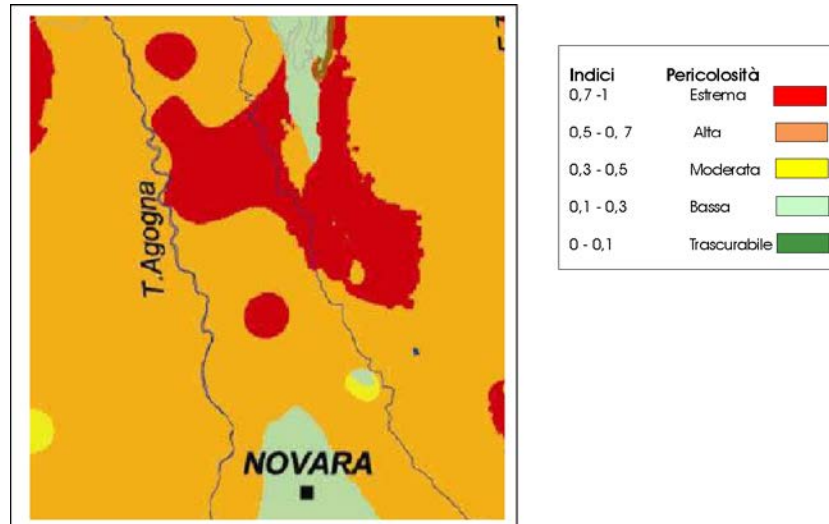 T. Agogna
NOVARA
Indici Pericolosità
0,7 -1 Estrema
0,5 - 0, 7 Alta
0,3 - 0,5 Moderata
0,1 - 0,3 Bassa
0 - 0,1 Trascurabile